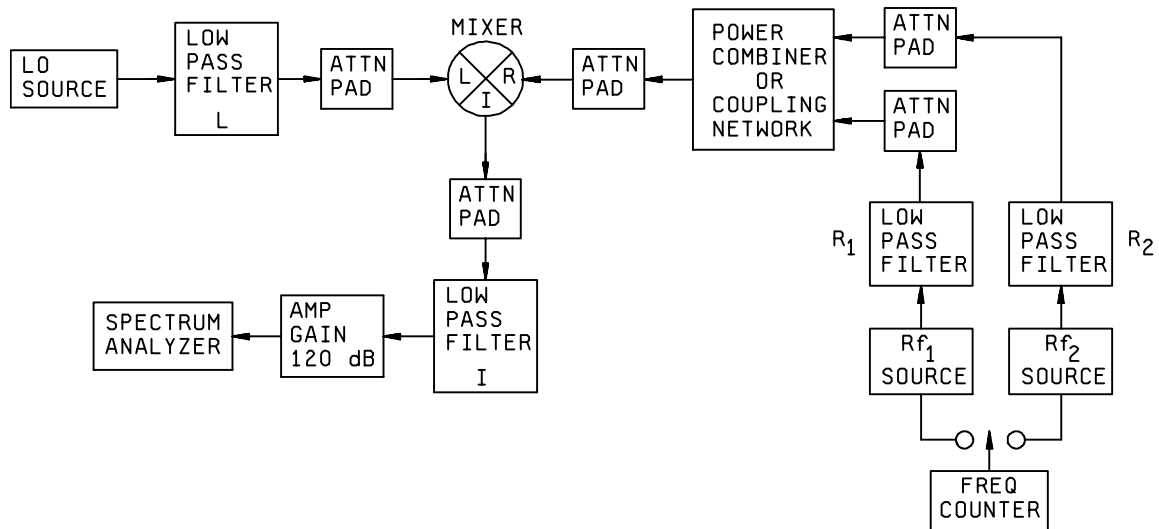 LO
SOURCE
LOW
PASS
FILTER
L
ATTN
PAD
MIXER
L
R
I
ATTN
PAD
POWER
COMBINER
OR
COUPLING
NETWORK
ATTN
PAD
ATTN
PAD
R1
LOW
PASS
FILTER
LOW
PASS
FILTER
R2
Rf1
SOURCE
Rf2
SOURCE
FREQ
COUNTER
ATTN
PAD
LOW
PASS
FILTER
I
AMP
GAIN
120 dB
SPECTRUM
ANALYZER